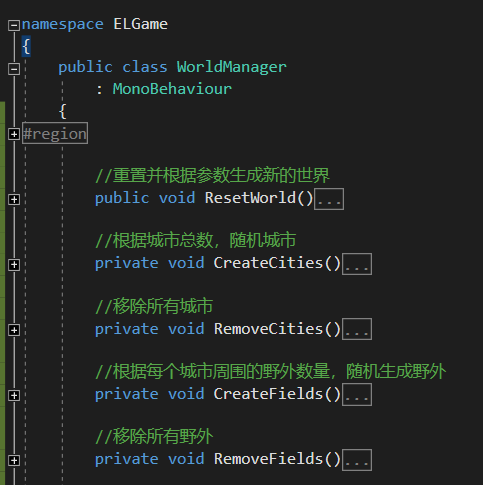 namespace ELGame
{
public class WorldManager
: MonoBehaviour
{
#region
//重置并根据参数生成新的世界
public void ResetWorld()...
//根据城市总数，随机城市
private void CreateCities()...
//移除所有城市
private void RemoveCities()...
//根据每个城市周围的野外数量，随机生成野外
private void CreateFields()...
//移除所有野外
private void RemoveFields()...